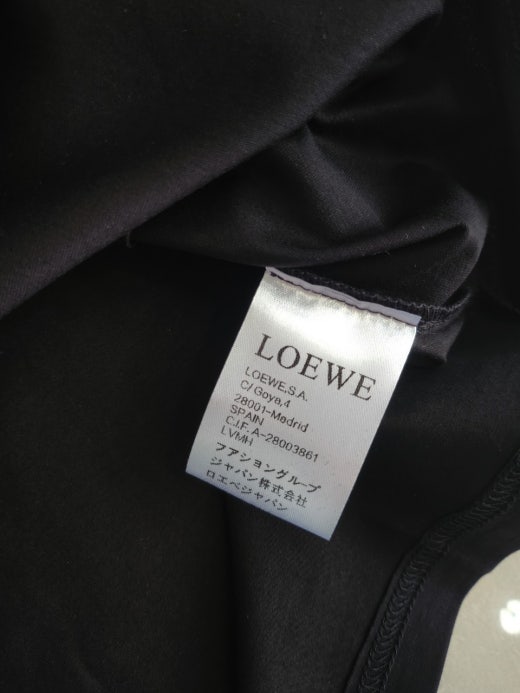 LOEWE
LOEWE,S.A.
C/Goya,4
28001-Madrid
SPAIN
C.I.F.A-28003861
LVMH
ファショングループ
ジャパン株式会社
ロエベジャパン